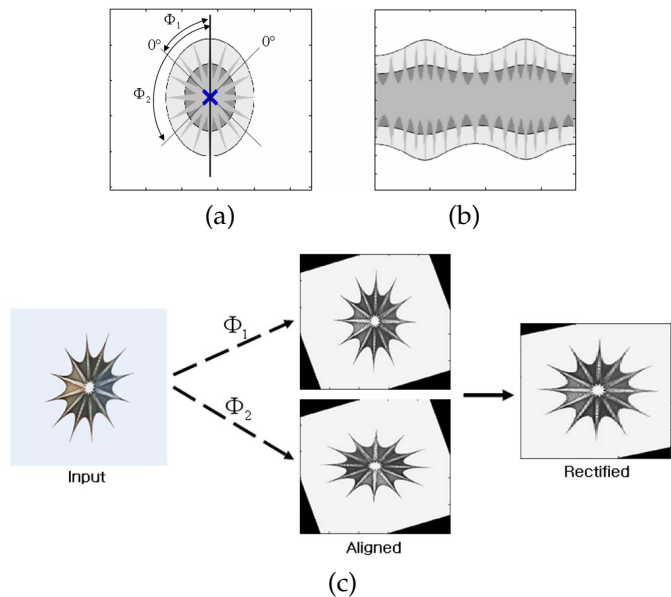 Φ1
0° 0°
Φ2
(a) (b)
Φ1
Φ2
Input
Aligned
Rectified
(c)